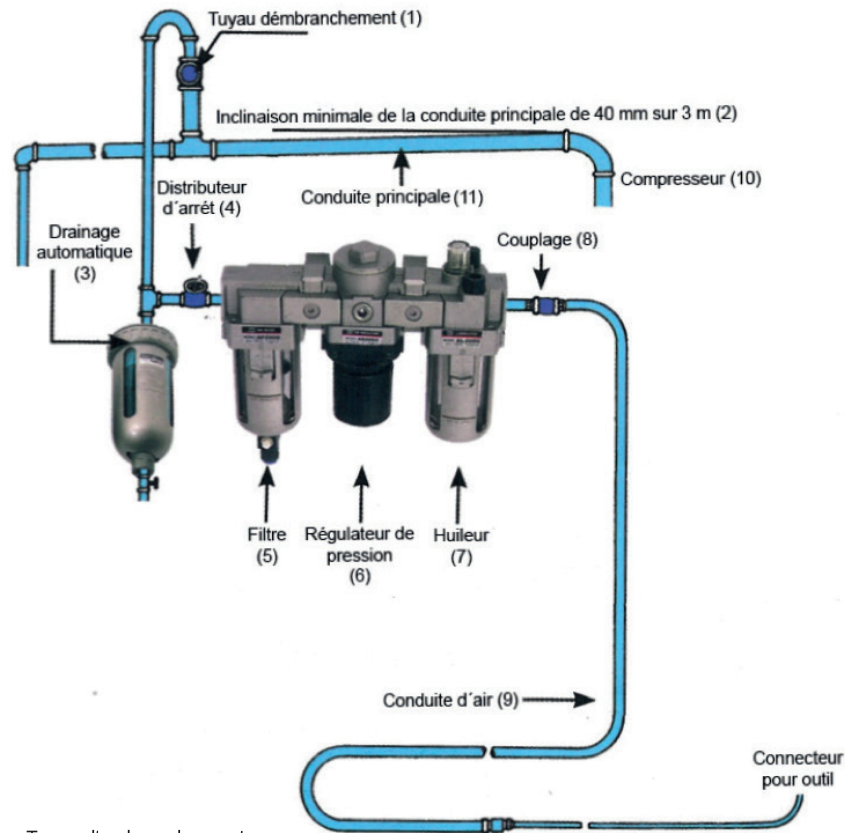 Tuyau démbranchement (1)
Inclinaison minimale de la conduite principale de 40 mm sur 3 m (2)
Compresseur (10)
Distributeur
d´arrét (4)
Conduite principale (11)
Drainage
automatique
(3)
Couplage (8)
Filtre
(5)
Régulateur de
pression
(6)
Huileur
(7)
Conduite d´air (9)
Connecteur
pour outil